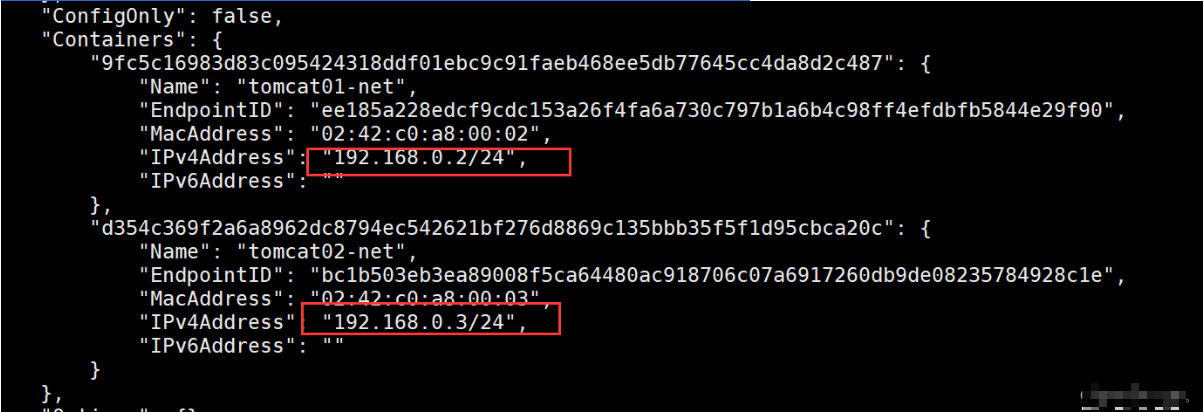 "ConfigOnly": false,
"Containers": {
"9fc5c16983d83c095424318ddf01ebc9c91faeb468ee5db77645cc4da8d2c487": {
"Name": "tomcat01-net",
"EndpointID": "ee185a228edcf9cdc153a26f4fa6a730c797b1a6b4c98ff4efdbfb5844e29f90",
"MacAddress": "02:42:c0:a8:00:02",
"IPv4Address": "192.168.0.2/24",
"IPv6Address": ""
},
"d354c369f2a6a8962dc8794ec542621bf276d8869c135bbb35f5f1d95cbca20c": {
"Name": "tomcat02-net",
"EndpointID": "bc1b503eb3ea89008f5ca64480ac918706c07a6917260db9de08235784928c1e",
"MacAddress": "02:42:c0:a8:00:03",
"IPv4Address": "192.168.0.3/24",
"IPv6Address": ""
}
},